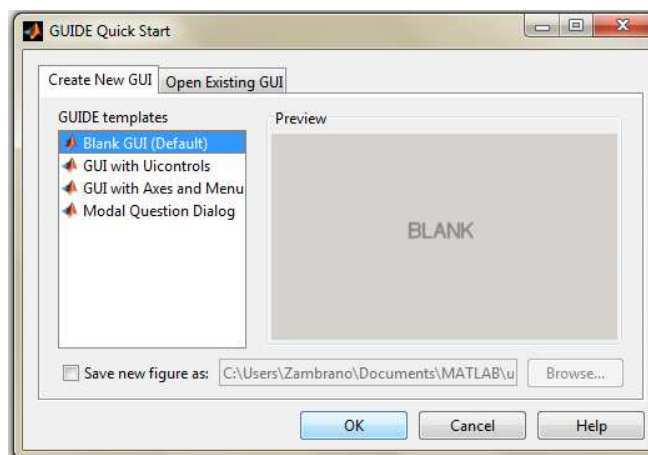 GUIDE Quick Start
Create New GUI
Open Existing GUI
GUIDE templates
Blank GUI (Default)
GUI with Uicontrols
GUI with Axes and Menu
Modal Question Dialog
Preview
BLANK
Save new figure as:
C:\Users\Zambrano\Documents\MATLAB\u
Browse...
OK
Cancel
Help